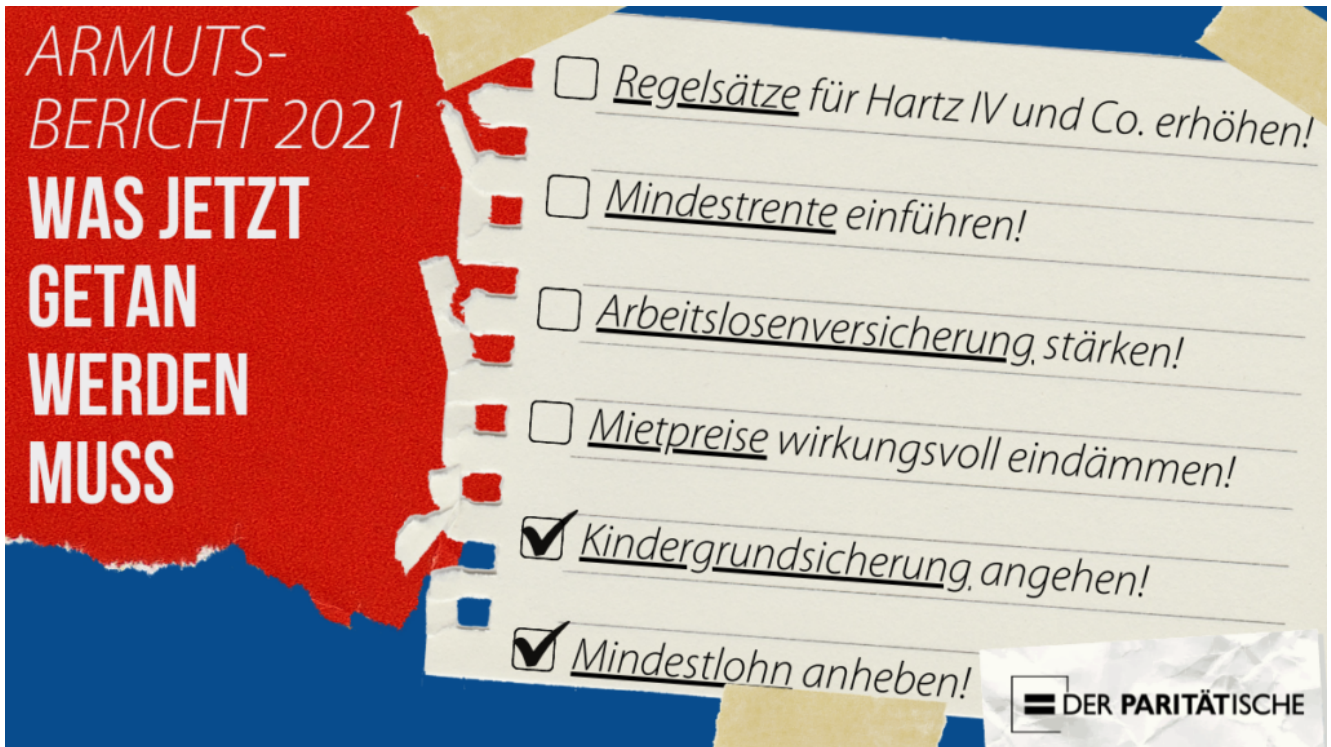 ARMUTS-
BERICHT 2021
WAS JETZT
GETAN
WERDEN
MUSS
Regelsätze für Hartz IV und Co. erhöhen!
Mindestrente einführen!
Arbeitslosenversicherung stärken!
Mietpreise wirkungsvoll eindämmen!
Kindergrundsicherung angehen!
Mindestlohn anheben!
DER PARITÄTISCHE